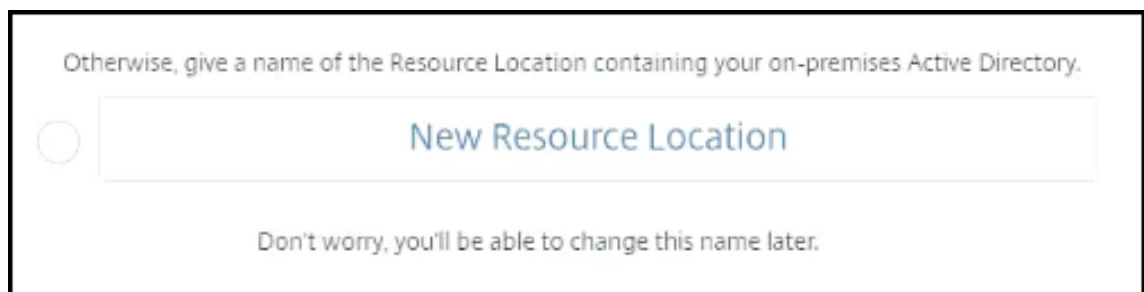 Otherwise, give a name of the Resource Location containing your on-premises Active Directory.
New Resource Location
Don't worry, you'll be able to change this name later.